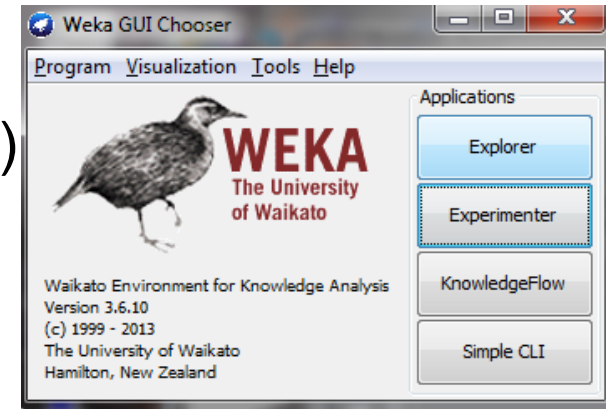 Weka GUI Chooser
Program Visualization Tools Help
)
WEKA
The University
of Waikato
Waikato Environment for Knowledge Analysis
Version 3.6.10
(c) 1999 - 2013
The University of Waikato
Hamilton, New Zealand
Applications
Explorer
Experimenter
KnowledgeFlow
Simple CLI